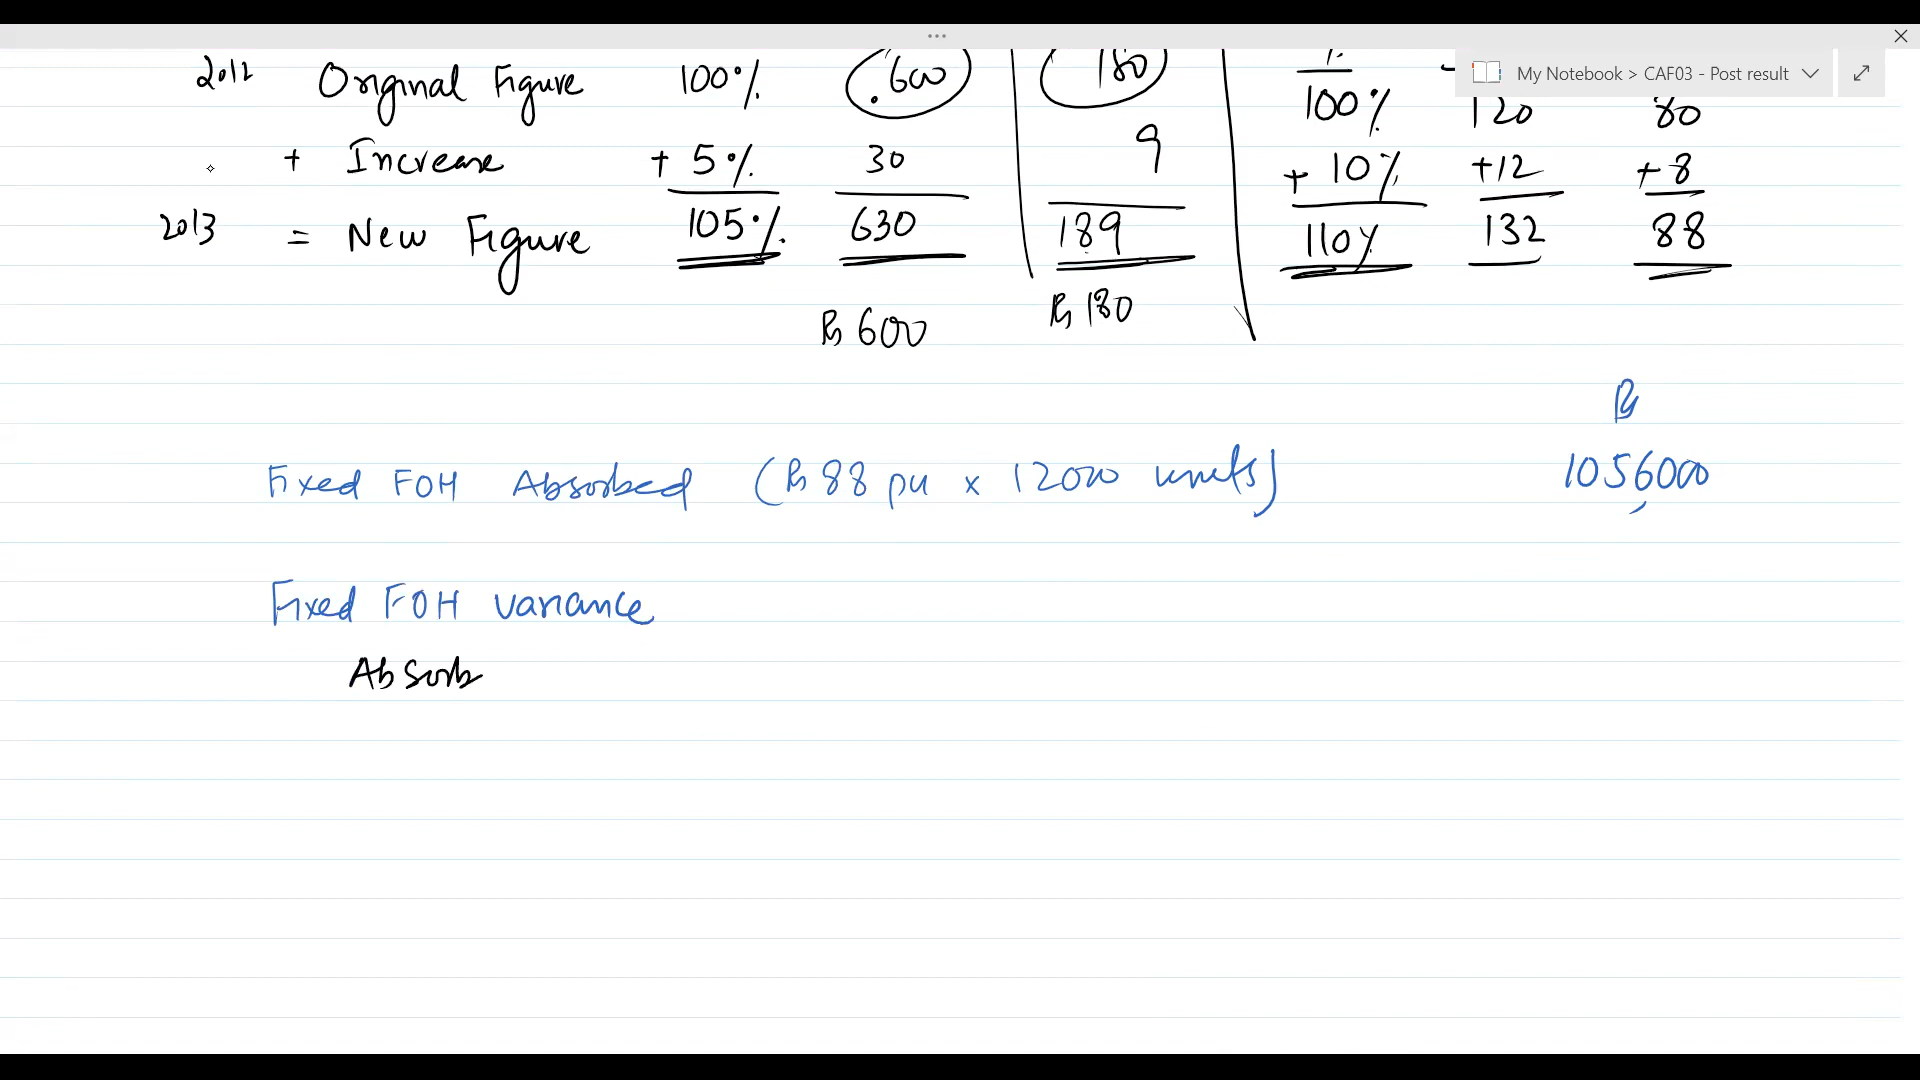 My Notebook > CAF03 - Post result
2012 Original Figure 100% 600 180 100% 120 80
+ Increase + 5% 30 9 + 10% +12 + 8
2013 = New Figure 105% 630 189 110% 132 88
Rs 600 Rs 180
Rs
Fixed FOH Absorbed (Rs 88 pu x 12000 units) 1056000
Fixed FOH variance
Absorb